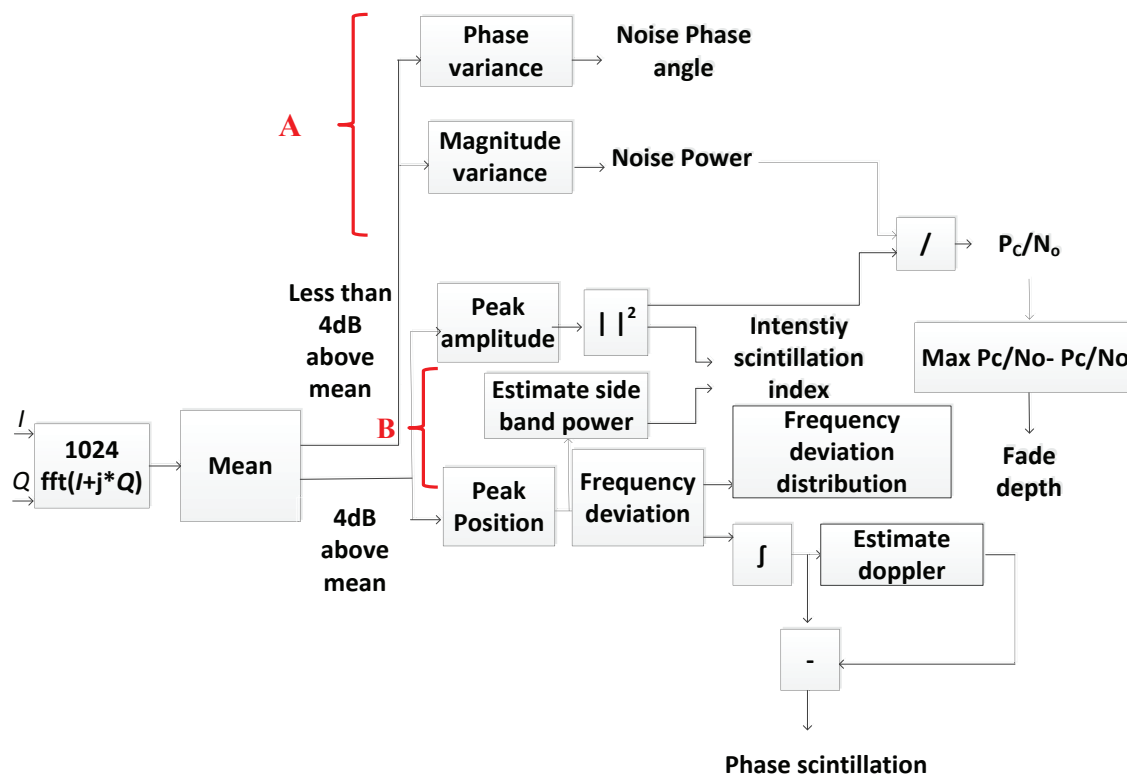 Phase
variance
Noise Phase
angle
A
Magnitude
variance
Noise Power
/
P_C/N_o
Less than
4dB
above
mean
Peak
amplitude
| |²
Intenstiy
scintillation
index
Max Pc/No- Pc/No
B
Estimate side
band power
I
Q
1024
fft(I+j*Q)
Mean
Frequency
deviation
distribution
Fade
depth
4dB
above
mean
Peak
Position
Frequency
deviation
∫
Estimate
doppler
-
Phase scintillation